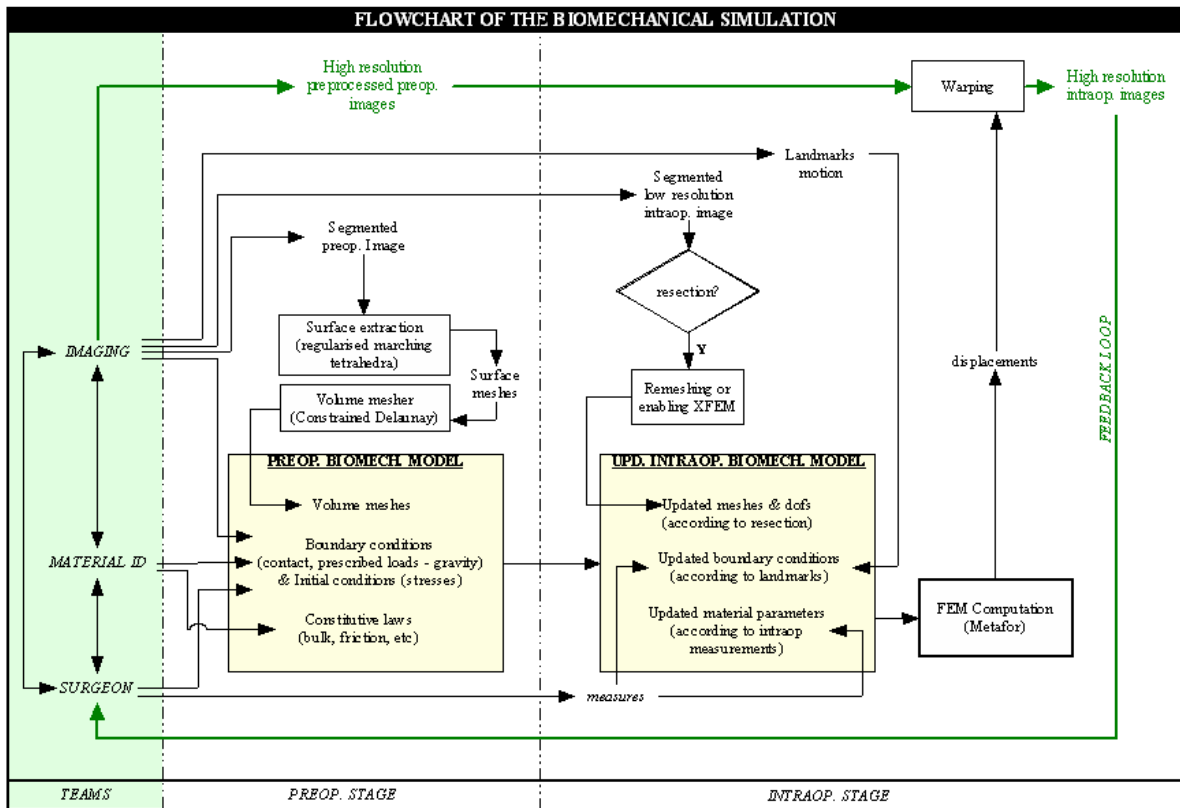 FLOWCHART OF THE BIOMECHANICAL SIMULATION
High resolution
preprocessed preop.
images
Warping
High resolution
intraop. images
Landmarks
motion
Segmented
low resolution
intraop. image
Segmented
preop. Image
resection?
Surface extraction
(regularised marching
tetrahedra)
IMAGING
Y
Surface
meshes
displacements
FEEDBACK LOOP
Remeshing or
enabling XFEM
Volume mesher
(Constrained Delaunay)
PREOP. BIOMECH. MODEL
Volume meshes
Boundary conditions
(contact, prescribed loads - gravity)
& Initial conditions (stresses)
Constitutive laws
(bulk, friction, etc)
UPD. INTRAOP. BIOMECH. MODEL
Updated meshes & dofs
(according to resection)
Updated boundary conditions
(according to landmarks)
Updated material parameters
(according to intraop
measurements)
MATERIAL ID
FEM Computation
(Metafor)
SURGEON
measures
TEAMS
PREOP. STAGE
INTRAOP. STAGE